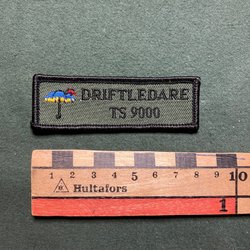 DRIFTLEDARE
TS 9000
1 2 3 4 5 6 7 8 9 10
Hultafors
1